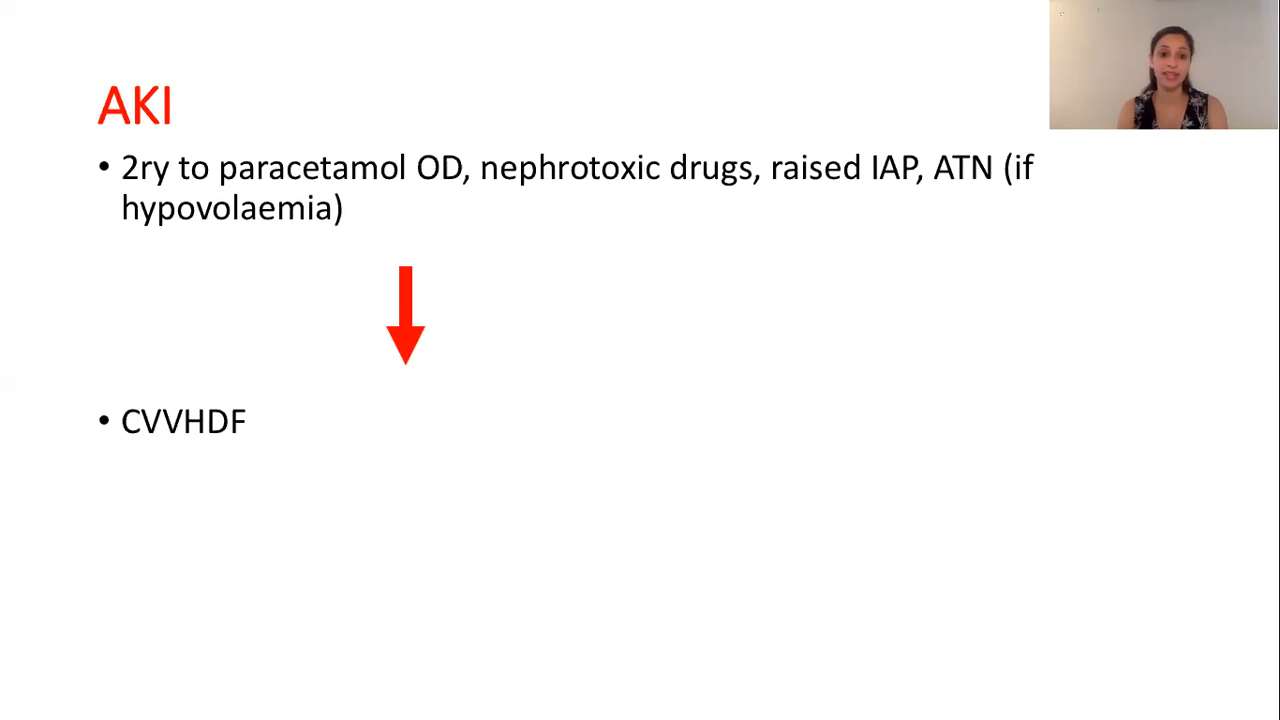 AKI
• 2ry to paracetamol OD, nephrotoxic drugs, raised IAP, ATN (if
hypovolaemia)
• CVVHDF